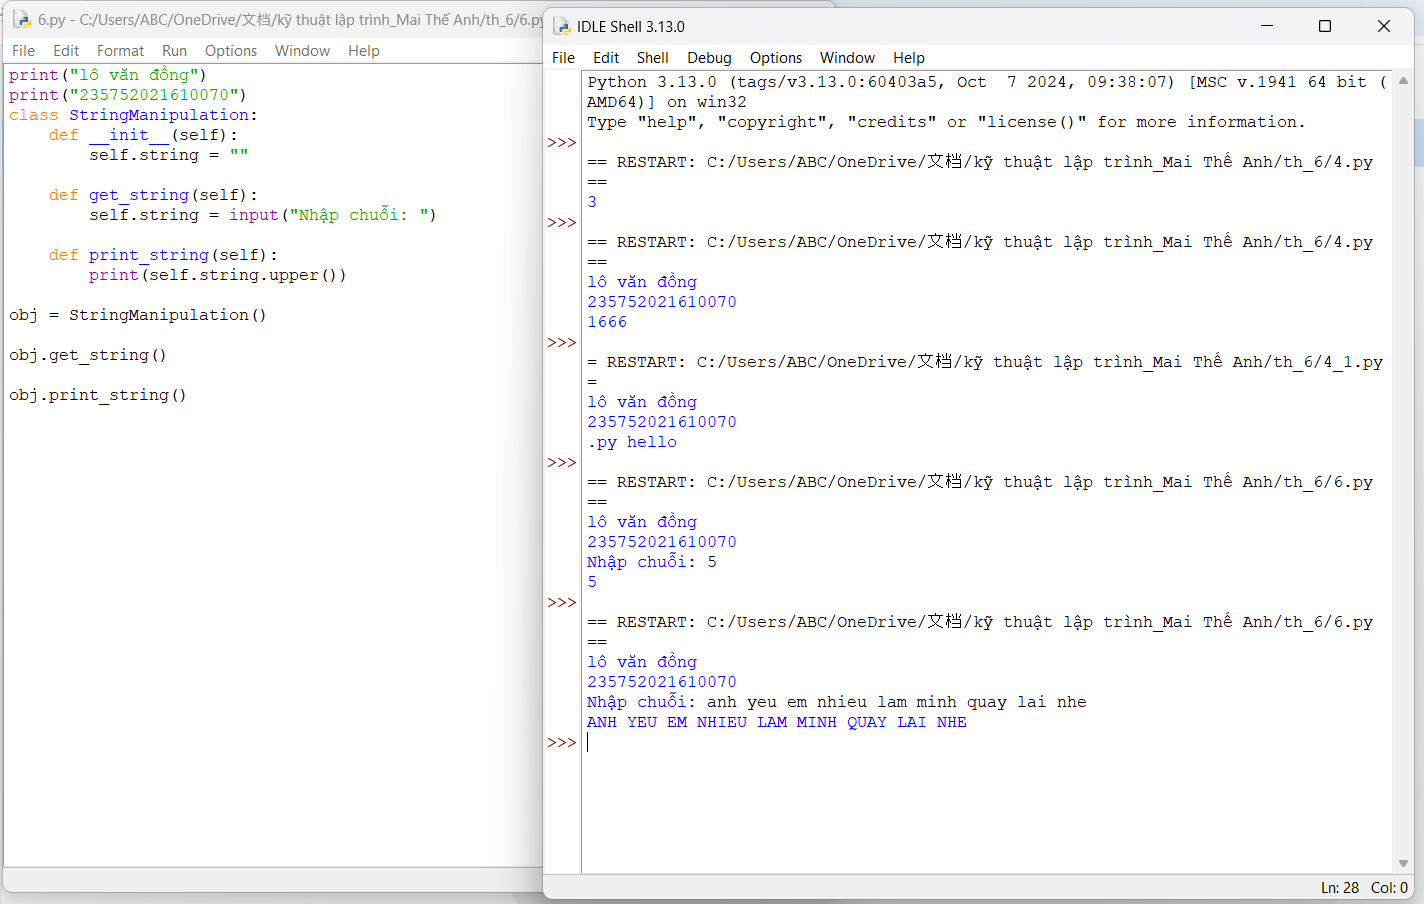 6.py - C:/Users/ABC/OneDrive/文档/kỹ thuật lập trình_Mai Thế Anh/th_6/6.py
File Edit Format Run Options Window Help
print("lô văn đồng")
print("235752021610070")
class StringManipulation:
    def __init__(self):
        self.string = ""
    def get_string(self):
        self.string = input("Nhập chuỗi: ")
    def print_string(self):
        print(self.string.upper())
obj = StringManipulation()
obj.get_string()
obj.print_string()
IDLE Shell 3.13.0
File Edit Shell Debug Options Window Help
Python 3.13.0 (tags/v3.13.0:60403a5, Oct  7 2024, 09:38:07) [MSC v.1941 64 bit (
AMD64)] on win32
Type "help", "copyright", "credits" or "license()" for more information.
>>>
== RESTART: C:/Users/ABC/OneDrive/文档/kỹ thuật lập trình_Mai Thế Anh/th_6/4.py
==
3
>>>
== RESTART: C:/Users/ABC/OneDrive/文档/kỹ thuật lập trình_Mai Thế Anh/th_6/4.py
==
lô văn đồng
235752021610070
1666
>>>
= RESTART: C:/Users/ABC/OneDrive/文档/kỹ thuật lập trình_Mai Thế Anh/th_6/4_1.py
=
lô văn đồng
235752021610070
.py hello
>>>
== RESTART: C:/Users/ABC/OneDrive/文档/kỹ thuật lập trình_Mai Thế Anh/th_6/6.py
==
lô văn đồng
235752021610070
Nhập chuỗi: 5
5
>>>
== RESTART: C:/Users/ABC/OneDrive/文档/kỹ thuật lập trình_Mai Thế Anh/th_6/6.py
==
lô văn đồng
235752021610070
Nhập chuỗi: anh yeu em nhieu lam minh quay lai nhe
ANH YEU EM NHIEU LAM MINH QUAY LAI NHE
>>>
Ln: 28 Col: 0